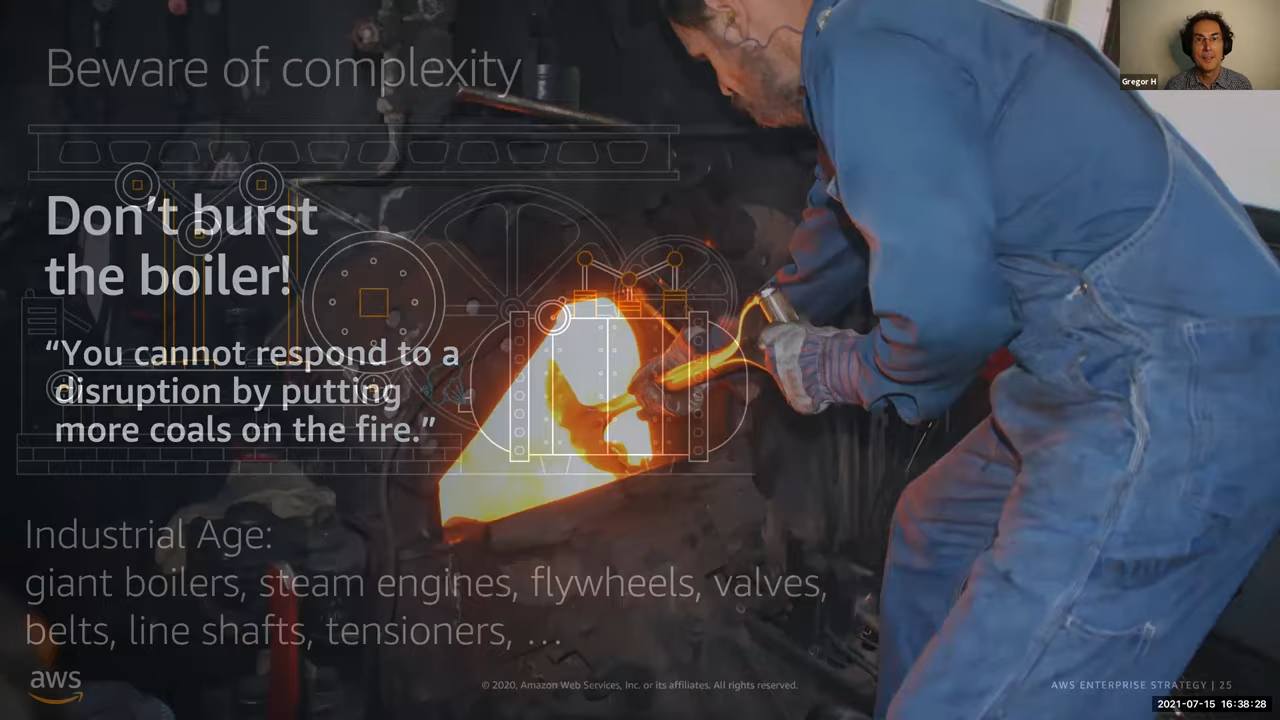 Beware of complexity
Gregor H
Don’t burst
the boiler!
“You cannot respond to a
disruption by putting
more coals on the fire.”
Industrial Age:
giant boilers, steam engines, flywheels, valves,
belts, line shafts, tensioners, …
aws
© 2020, Amazon Web Services, Inc. or its affiliates. All rights reserved.
AWS ENTERPRISE STRATEGY | 25
2021-07-15 16:38:28